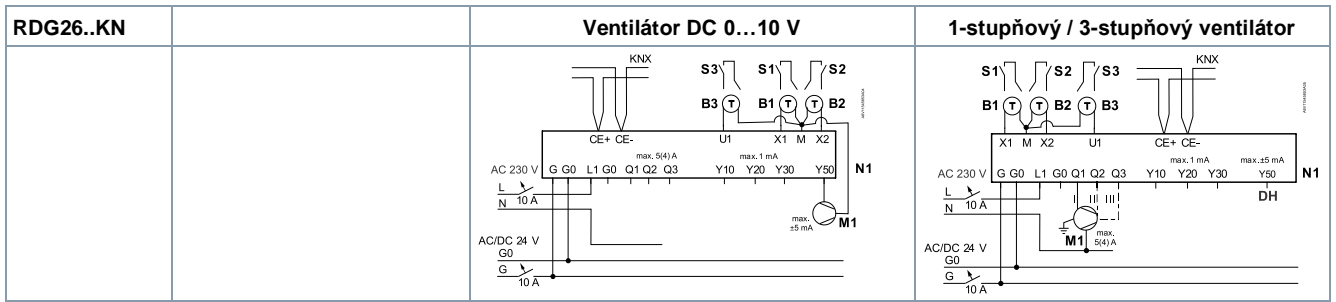 RDG26..KN
Ventilátor DC 0…10 V
1-stupňový / 3-stupňový ventilátor
KNX
S3 S1 S2
B3 T B1 T T B2
CE+ CE- U1 X1 M X2
max. 5(4) A max. 1 mA
AC 230 V G G0 L1 G0 Q1 Q2 Q3 Y10 Y20 Y30 Y50 N1
L
10 A
N
max.
±5 mA
M1
AC/DC 24 V
G0
G
10 A
KNX
S1 S2 S3
B1 T T B2 T B3
X1 M X2 U1 CE+ CE-
max. 1 mA max.±5 mA
AC 230 V G G0 L1 G0 Q1 Q2 Q3 Y10 Y20 Y30 Y50 N1
DH
L
10 A
N
I II III
M1
max.
5(4) A
AC/DC 24 V
G0
G
10 A